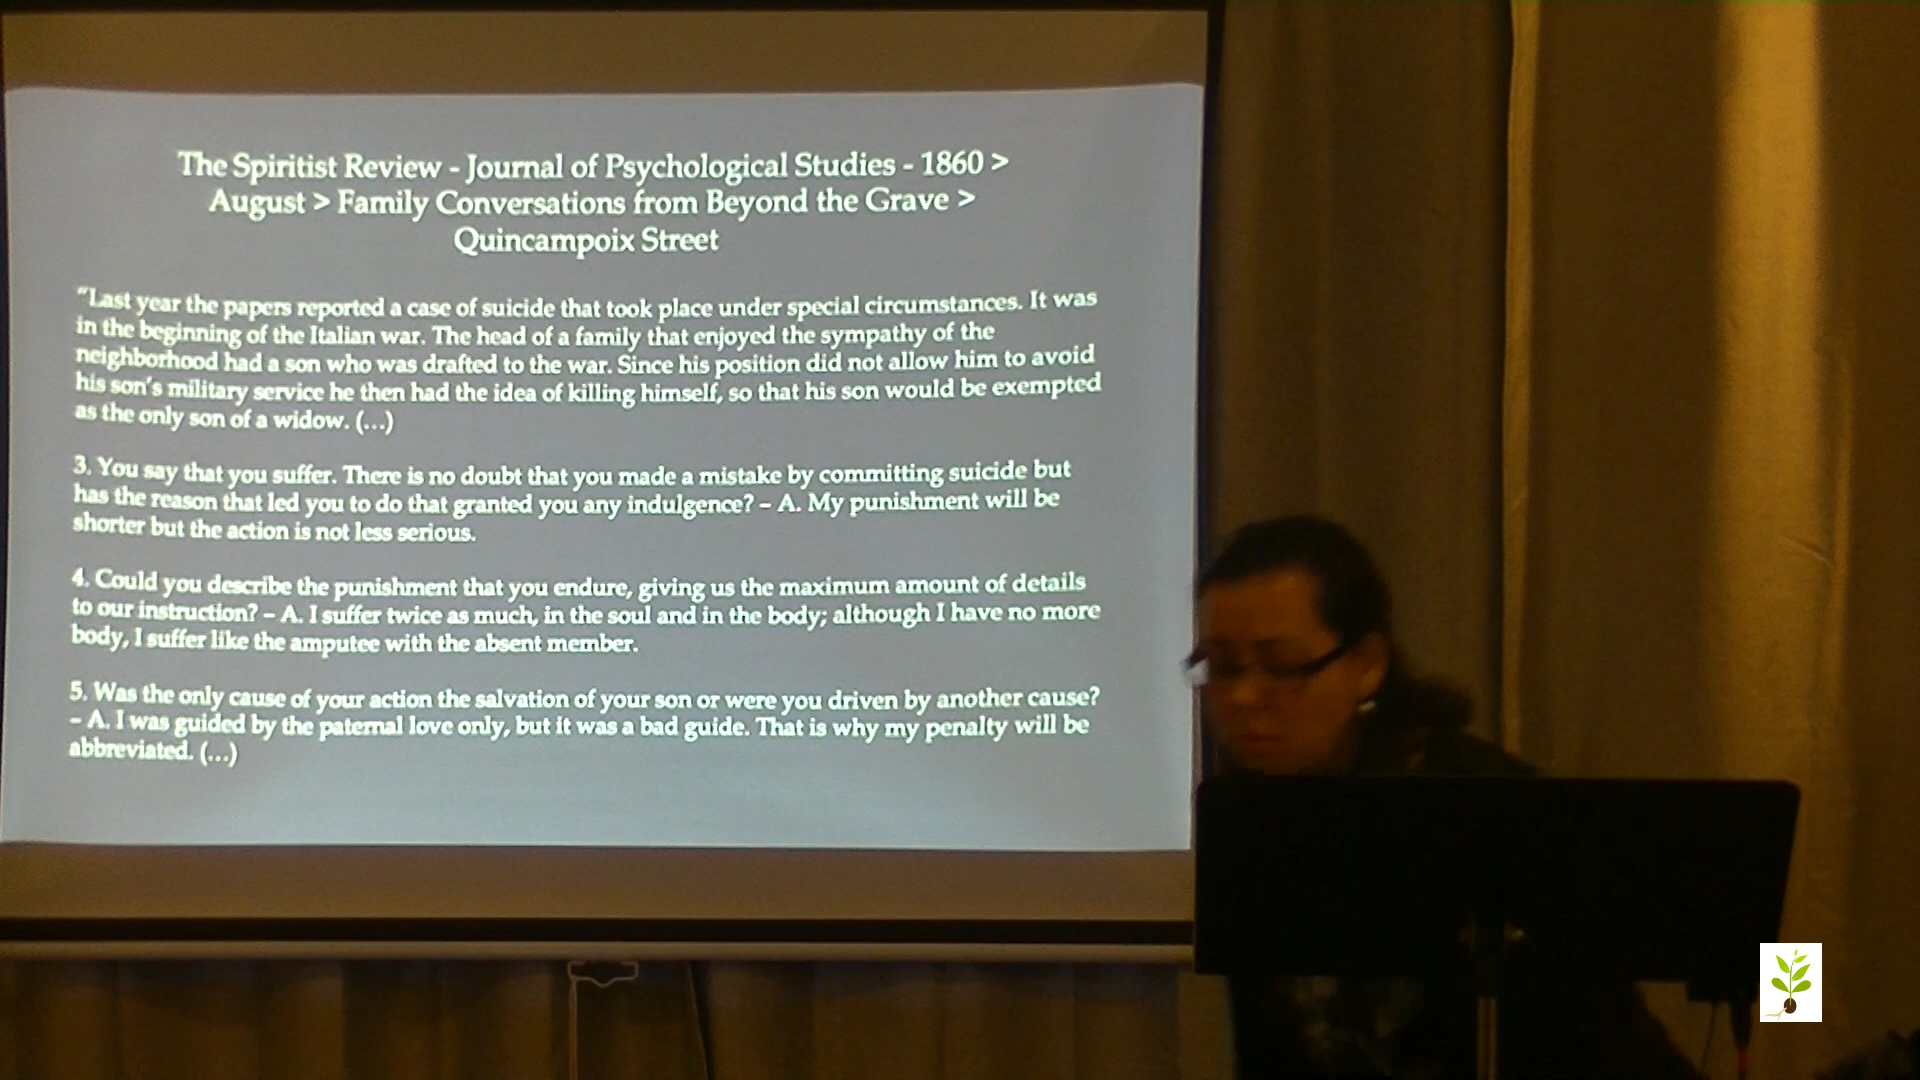 The Spiritist Review - Journal of Psychological Studies - 1860 >
August > Family Conversations from Beyond the Grave >
Quincampoix Street
“Last year the papers reported a case of suicide that took place under special circumstances. It was
in the beginning of the Italian war. The head of a family that enjoyed the sympathy of the
neighborhood had a son who was drafted to the war. Since his position did not allow him to avoid
his son's military service he then had the idea of killing himself, so that his son would be exempted
as the only son of a widow. (...)
3. You say that you suffer. There is no doubt that you made a mistake by committing suicide but
has the reason that led you to do that granted you any indulgence? – A. My punishment will be
shorter but the action is not less serious.
4. Could you describe the punishment that you endure, giving us the maximum amount of details
to our instruction? – A. I suffer twice as much, in the soul and in the body; although I have no more
body, I suffer like the amputee with the absent member.
5. Was the only cause of your action the salvation of your son or were you driven by another cause?
– A. I was guided by the paternal love only, but it was a bad guide. That is why my penalty will be
abbreviated. (...)